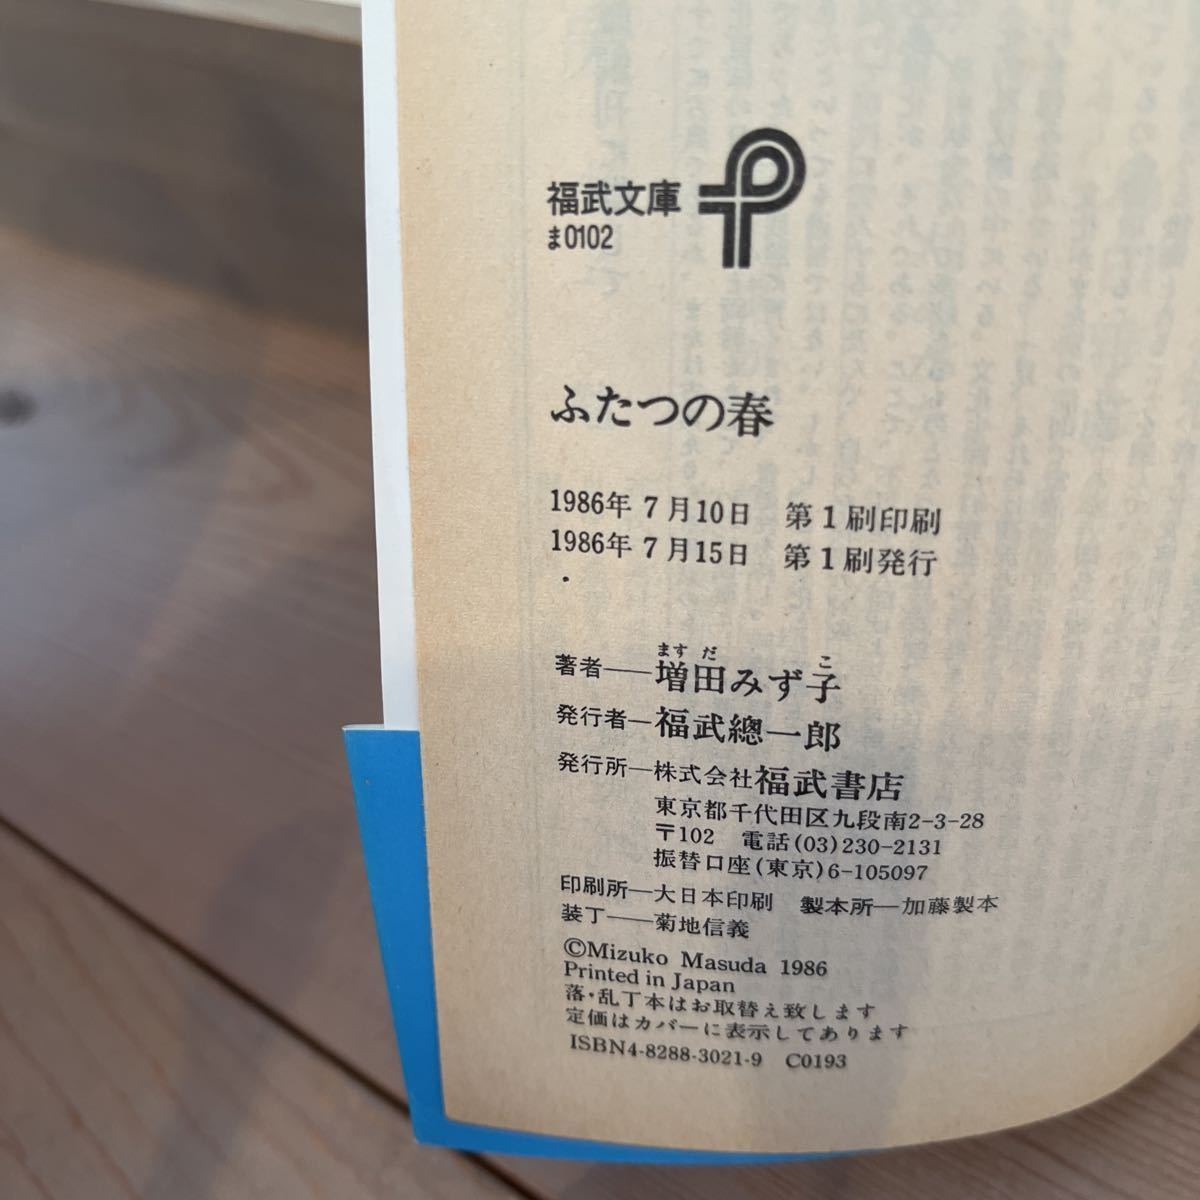 福武文庫
ま0102
ふたつの春
1986年7月10日 第1刷印刷
1986年7月15日 第1刷発行
ますだ こ
著者―増田みず子
発行者―福武總一郎
発行所―株式会社福武書店
東京都千代田区九段南2-3-28
〒102 電話(03)230-2131
振替口座(東京)6-105097
印刷所―大日本印刷 製本所―加藤製本
装丁―菊地信義
©Mizuko Masuda 1986
Printed in Japan
落・乱丁本はお取替え致します
定価はカバーに表示してあります
ISBN4-8288-3021-9 C0193